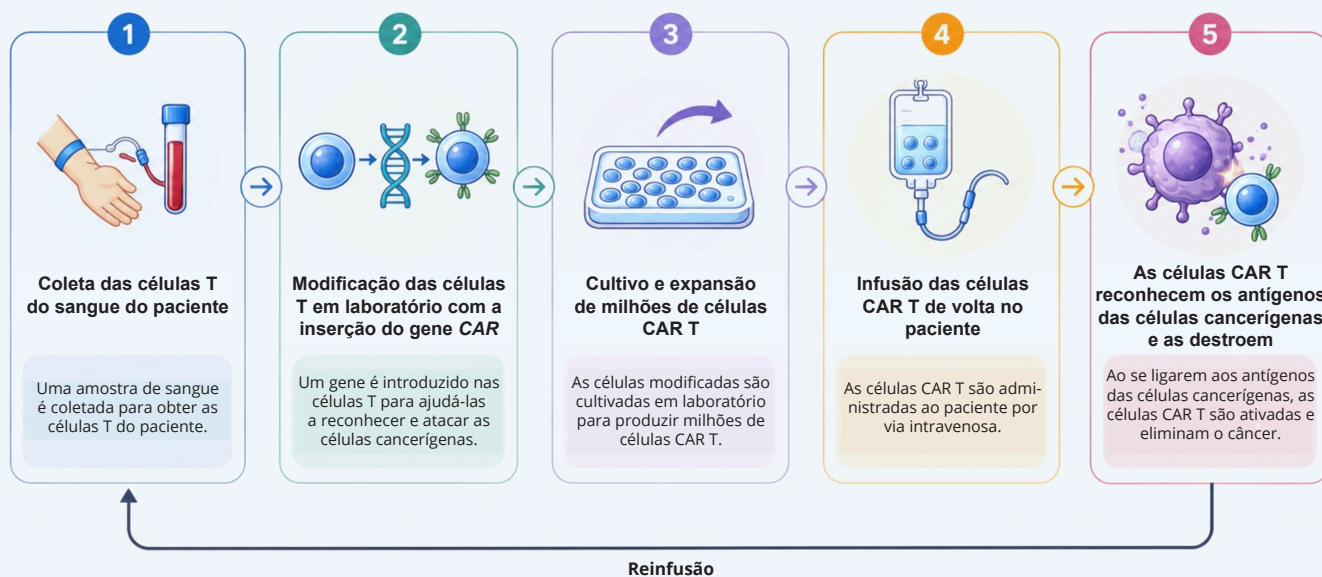 1
Coleta das células T
do sangue do paciente
Uma amostra de sangue
é coletada para obter as
células T do paciente.
2
Modificação das células
T em laboratório com a
inserção do gene CAR
Um gene é introduzido nas
células T para ajudá-las
a reconhecer e atacar as
células cancerígenas.
3
Cultivo e expansão
de milhões de células
CAR T
As células modificadas são
cultivadas em laboratório
para produzir milhões de
células CAR T.
4
Infusão das células
CAR T de volta no
paciente
As células CAR T são admi-
nistradas ao paciente por
via intravenosa.
5
As células CAR T
reconhecem os antígenos
das células cancerígenas
e as destroem
Ao se ligarem aos antígenos
das células cancerígenas, as
células CAR T são ativadas e
eliminam o câncer.
Reinfusão